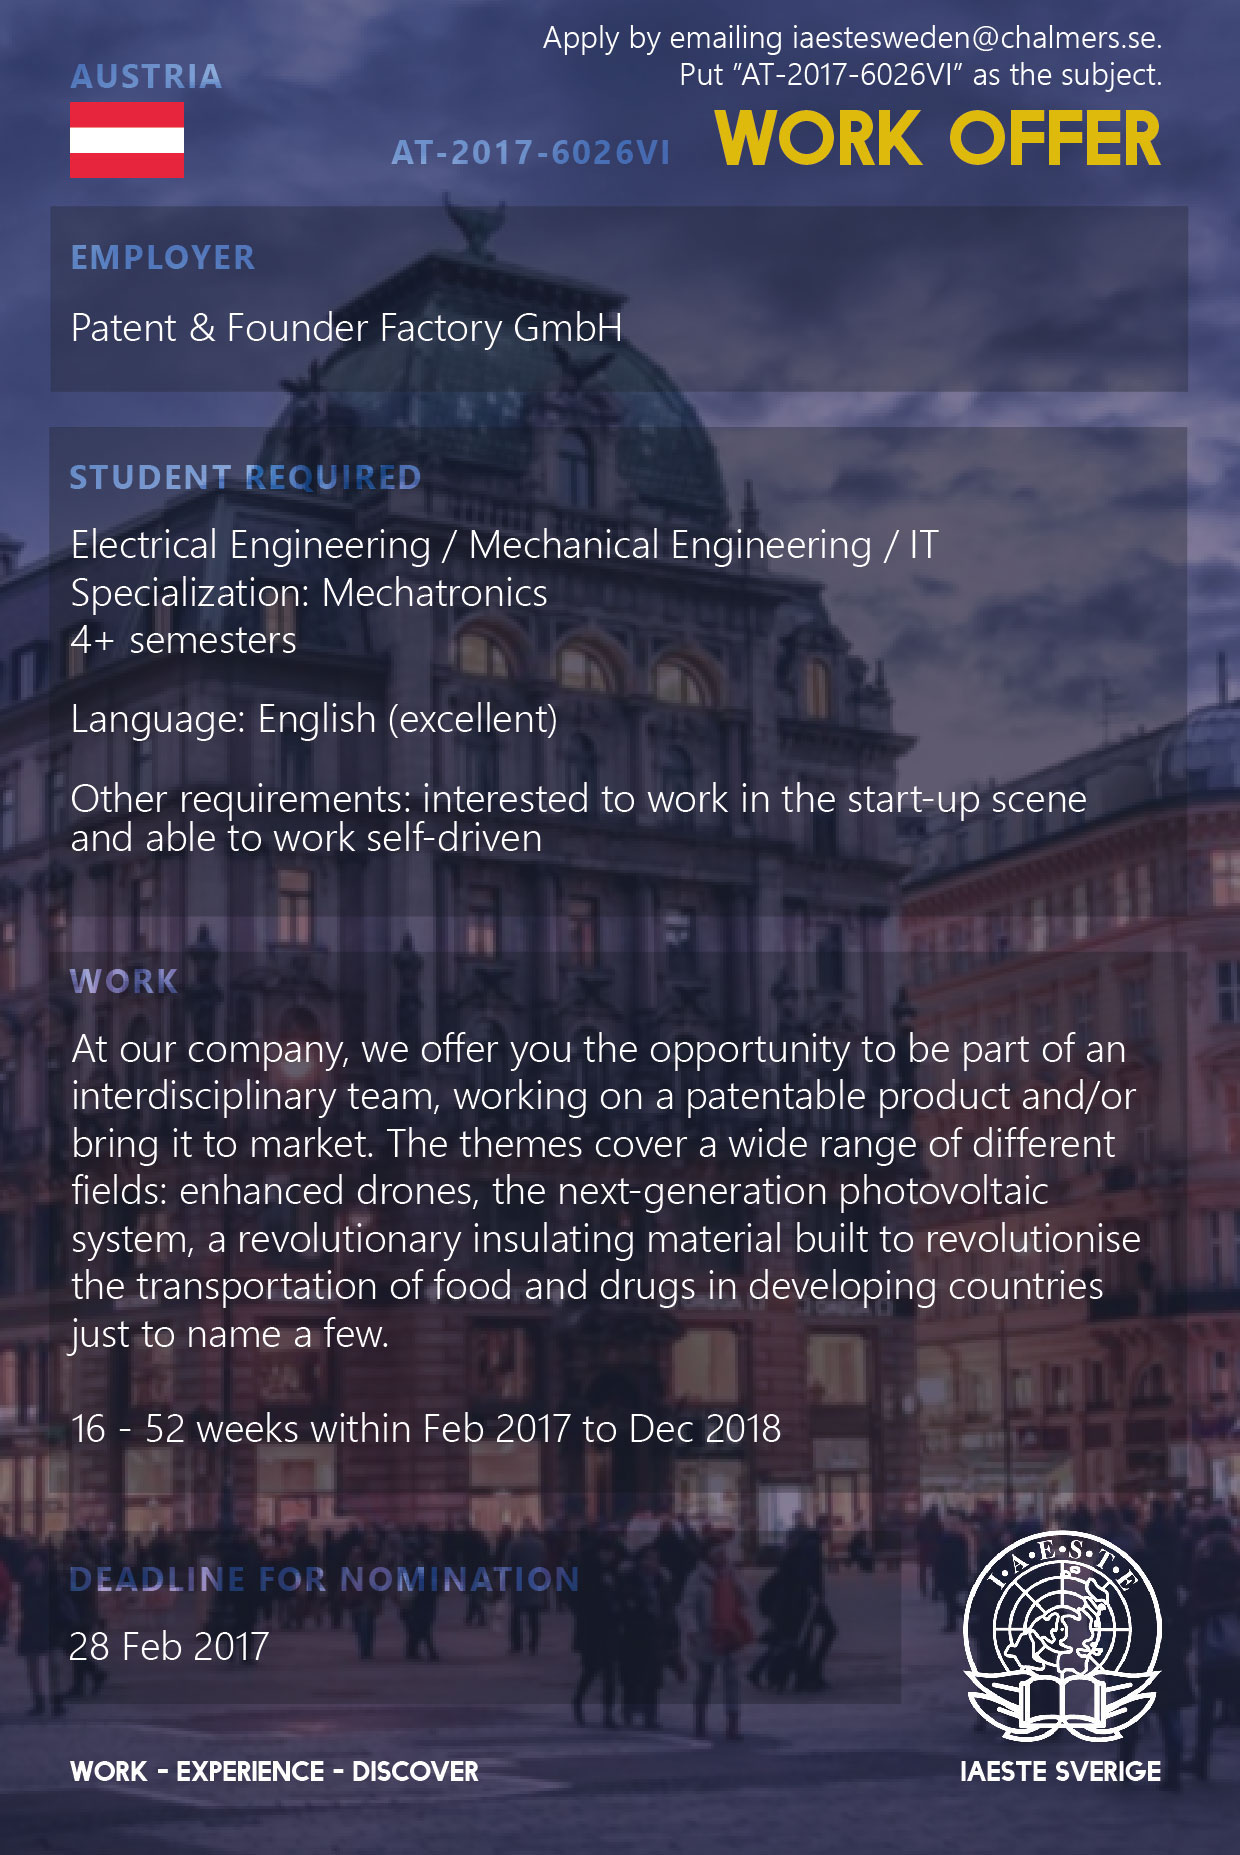 Apply by emailing iaestesweden@chalmers.se.
Put ”AT-2017-6026VI” as the subject.
AUSTRIA
AT-2017-6026VI WORK OFFER
EMPLOYER
Patent & Founder Factory GmbH
STUDENT REQUIRED
Electrical Engineering / Mechanical Engineering / IT
Specialization: Mechatronics
4+ semesters
Language: English (excellent)
Other requirements: interested to work in the start-up scene
and able to work self-driven
WORK
At our company, we offer you the opportunity to be part of an
interdisciplinary team, working on a patentable product and/or
bring it to market. The themes cover a wide range of different
fields: enhanced drones, the next-generation photovoltaic
system, a revolutionary insulating material built to revolutionise
the transportation of food and drugs in developing countries
just to name a few.
16 - 52 weeks within Feb 2017 to Dec 2018
DEADLINE FOR NOMINATION
28 Feb 2017
I·A·E·S·T·E
WORK - EXPERIENCE - DISCOVER
IAESTE SVERIGE